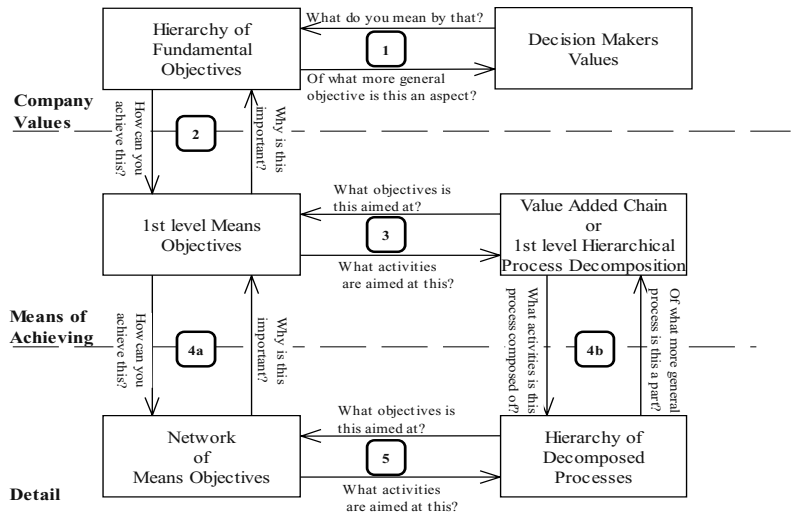 What do you mean by that?
Hierarchy of
Fundamental
Objectives
1
Decision Makers
Values
Of what more general
objective is this an aspect?
Company
Values
How can you
achieve this?
2
Why is this
important?
What objectives is
this aimed at?
1st level Means
Objectives
3
Value Added Chain
or
1st level Hierarchical
Process Decomposition
What activities
are aimed at this?
Means of
Achieving
How can you
achieve this?
4a
Why is this
important?
What activities is this
process composed of?
4b
Of what more general
process is this a part?
What objectives is
this aimed at?
Network
of
Means Objectives
5
Hierarchy of
Decomposed
Processes
What activities
are aimed at this?
Detail